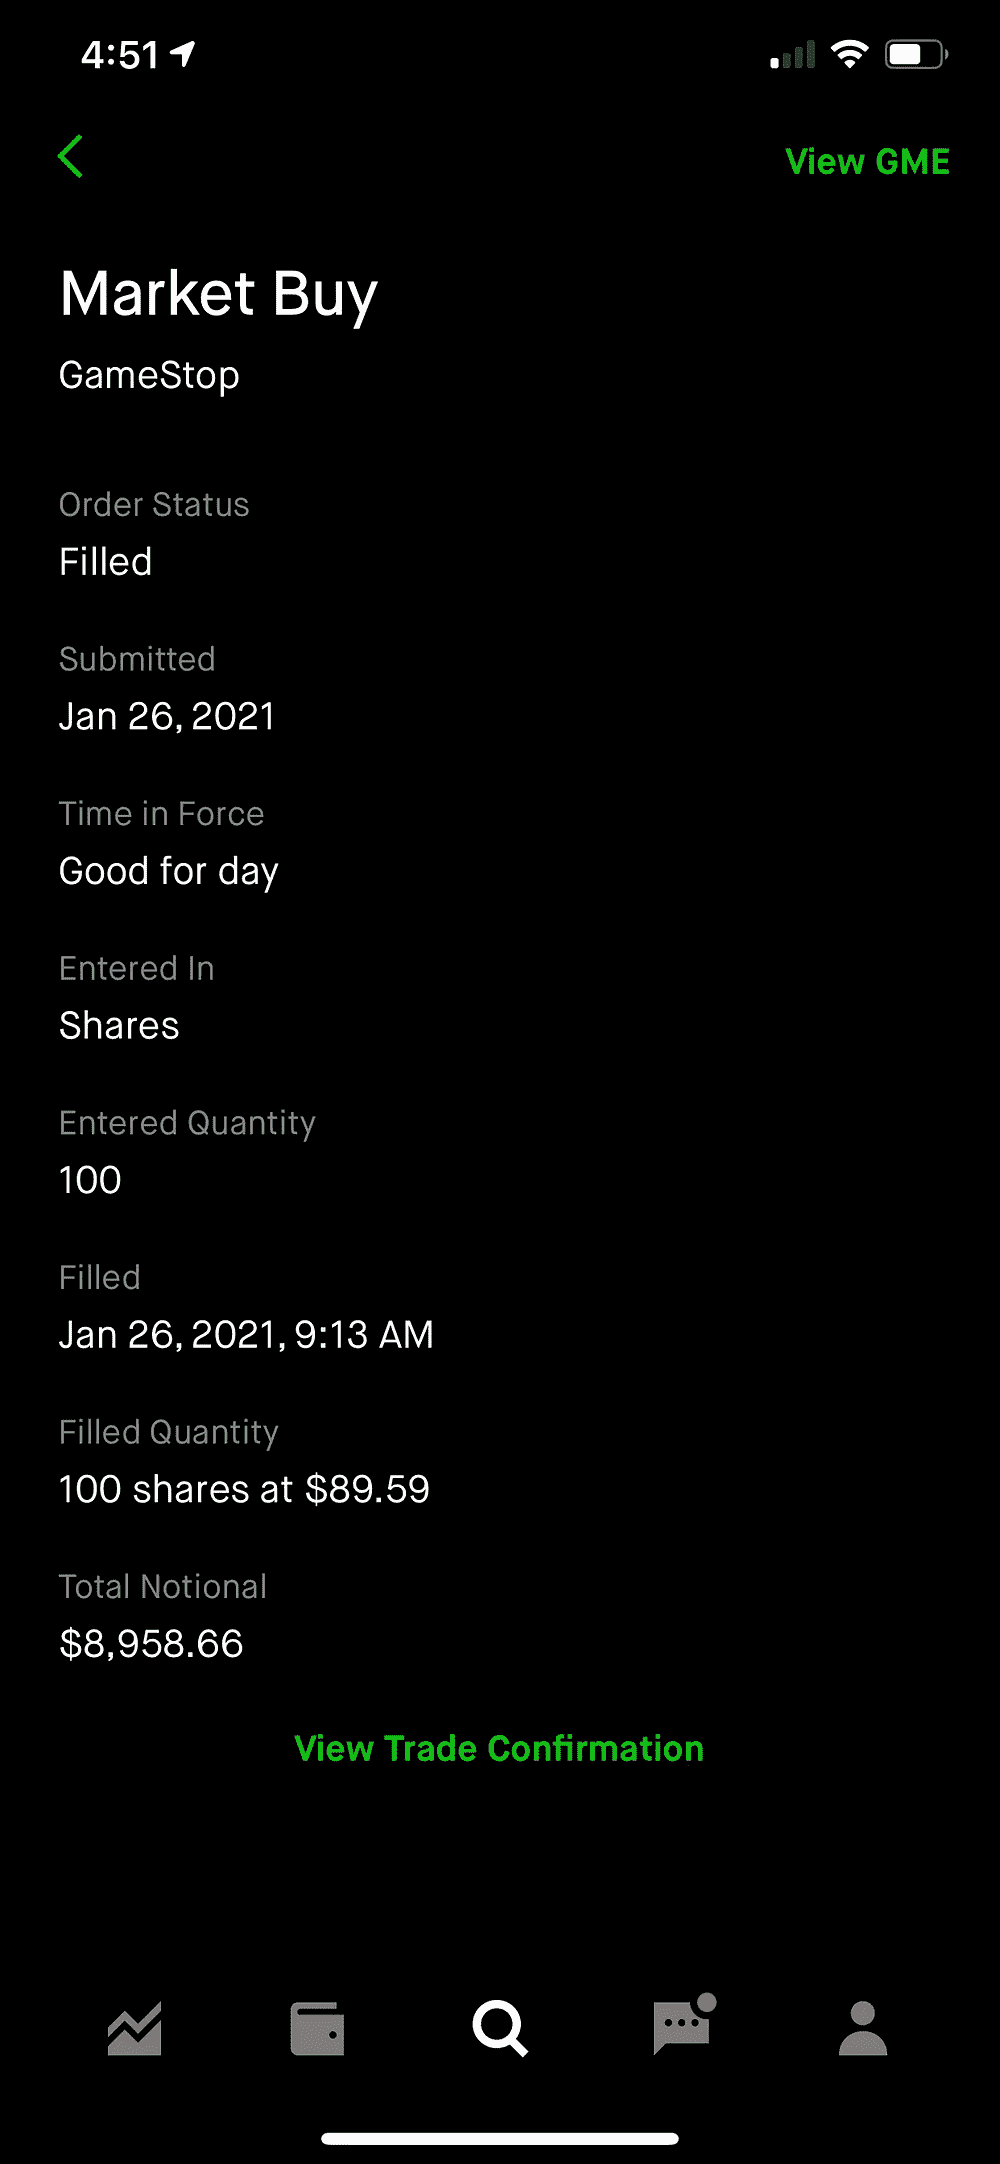 4:51
View GME
Market Buy
GameStop
Order Status
Filled
Submitted
Jan 26, 2021
Time in Force
Good for day
Entered In
Shares
Entered Quantity
100
Filled
Jan 26, 2021, 9:13 AM
Filled Quantity
100 shares at $89.59
Total Notional
$8,958.66
View Trade Confirmation